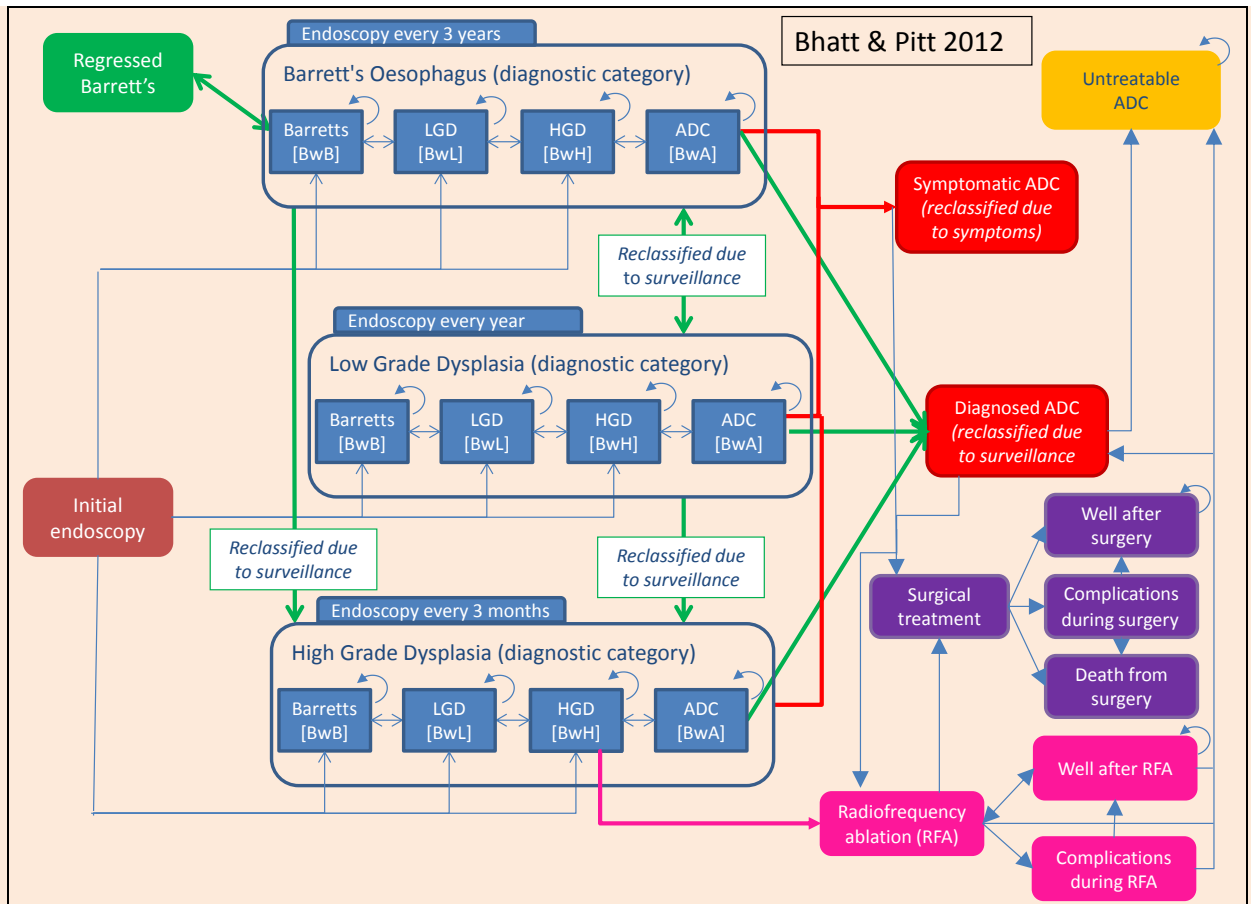 Endoscopy every 3 years
Bhatt & Pitt 2012
Regressed
Barrett's
Barrett's Oesophagus (diagnostic category)
Untreatable
ADC
Barretts
[BwB]
LGD
[BwL]
HGD
[BwH]
ADC
[BwA]
Symptomatic ADC
(reclassified due
to symptoms)
Reclassified due
to surveillance
Endoscopy every year
Low Grade Dysplasia (diagnostic category)
Barretts
[BwB]
LGD
[BwL]
HGD
[BwH]
ADC
[BwA]
Diagnosed ADC
(reclassified due
to surveillance
Initial
endoscopy
Reclassified due
to surveillance
Reclassified due
to surveillance
Well after
surgery
Surgical
treatment
Complications
during surgery
Death from
surgery
Endoscopy every 3 months
High Grade Dysplasia (diagnostic category)
Barretts
[BwB]
LGD
[BwL]
HGD
[BwH]
ADC
[BwA]
Well after RFA
Radiofrequency
ablation (RFA)
Complications
during RFA